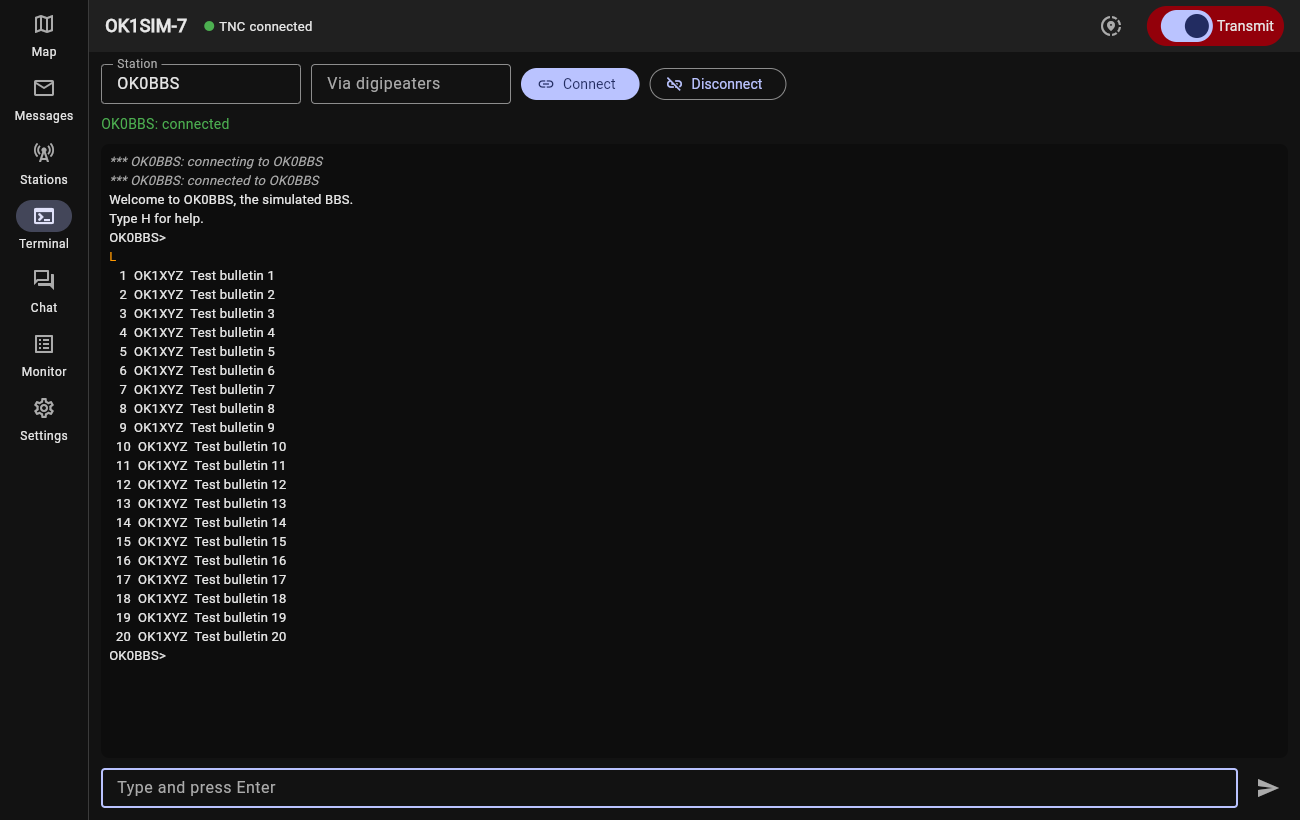 OK1SIM-7
TNC connected
Transmit
Map
Messages
Stations
Terminal
Chat
Monitor
Settings
Station
OK0BBS
Via digipeaters
Connect
Disconnect
OK0BBS: connected
*** OK0BBS: connecting to OK0BBS
*** OK0BBS: connected to OK0BBS
Welcome to OK0BBS, the simulated BBS.
Type H for help.
OK0BBS>
L
1 OK1XYZ Test bulletin 1
2 OK1XYZ Test bulletin 2
3 OK1XYZ Test bulletin 3
4 OK1XYZ Test bulletin 4
5 OK1XYZ Test bulletin 5
6 OK1XYZ Test bulletin 6
7 OK1XYZ Test bulletin 7
8 OK1XYZ Test bulletin 8
9 OK1XYZ Test bulletin 9
10 OK1XYZ Test bulletin 10
11 OK1XYZ Test bulletin 11
12 OK1XYZ Test bulletin 12
13 OK1XYZ Test bulletin 13
14 OK1XYZ Test bulletin 14
15 OK1XYZ Test bulletin 15
16 OK1XYZ Test bulletin 16
17 OK1XYZ Test bulletin 17
18 OK1XYZ Test bulletin 18
19 OK1XYZ Test bulletin 19
20 OK1XYZ Test bulletin 20
OK0BBS>
Type and press Enter